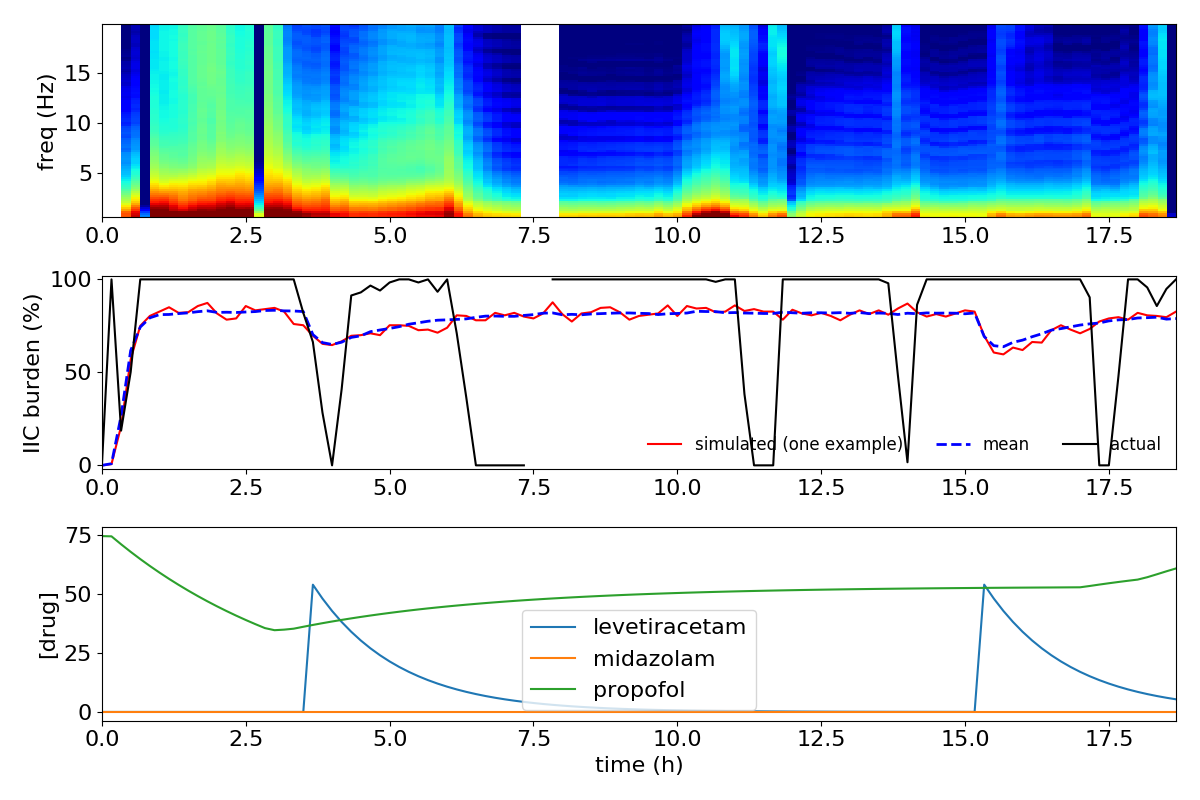 freq (Hz)
15
10
5
0.0 2.5 5.0 7.5 10.0 12.5 15.0 17.5
IIC burden (%)
100
50
0
simulated (one example) mean actual
0.0 2.5 5.0 7.5 10.0 12.5 15.0 17.5
[drug]
75
50
25
0
levetiracetam
midazolam
propofol
0.0 2.5 5.0 7.5 10.0 12.5 15.0 17.5
time (h)